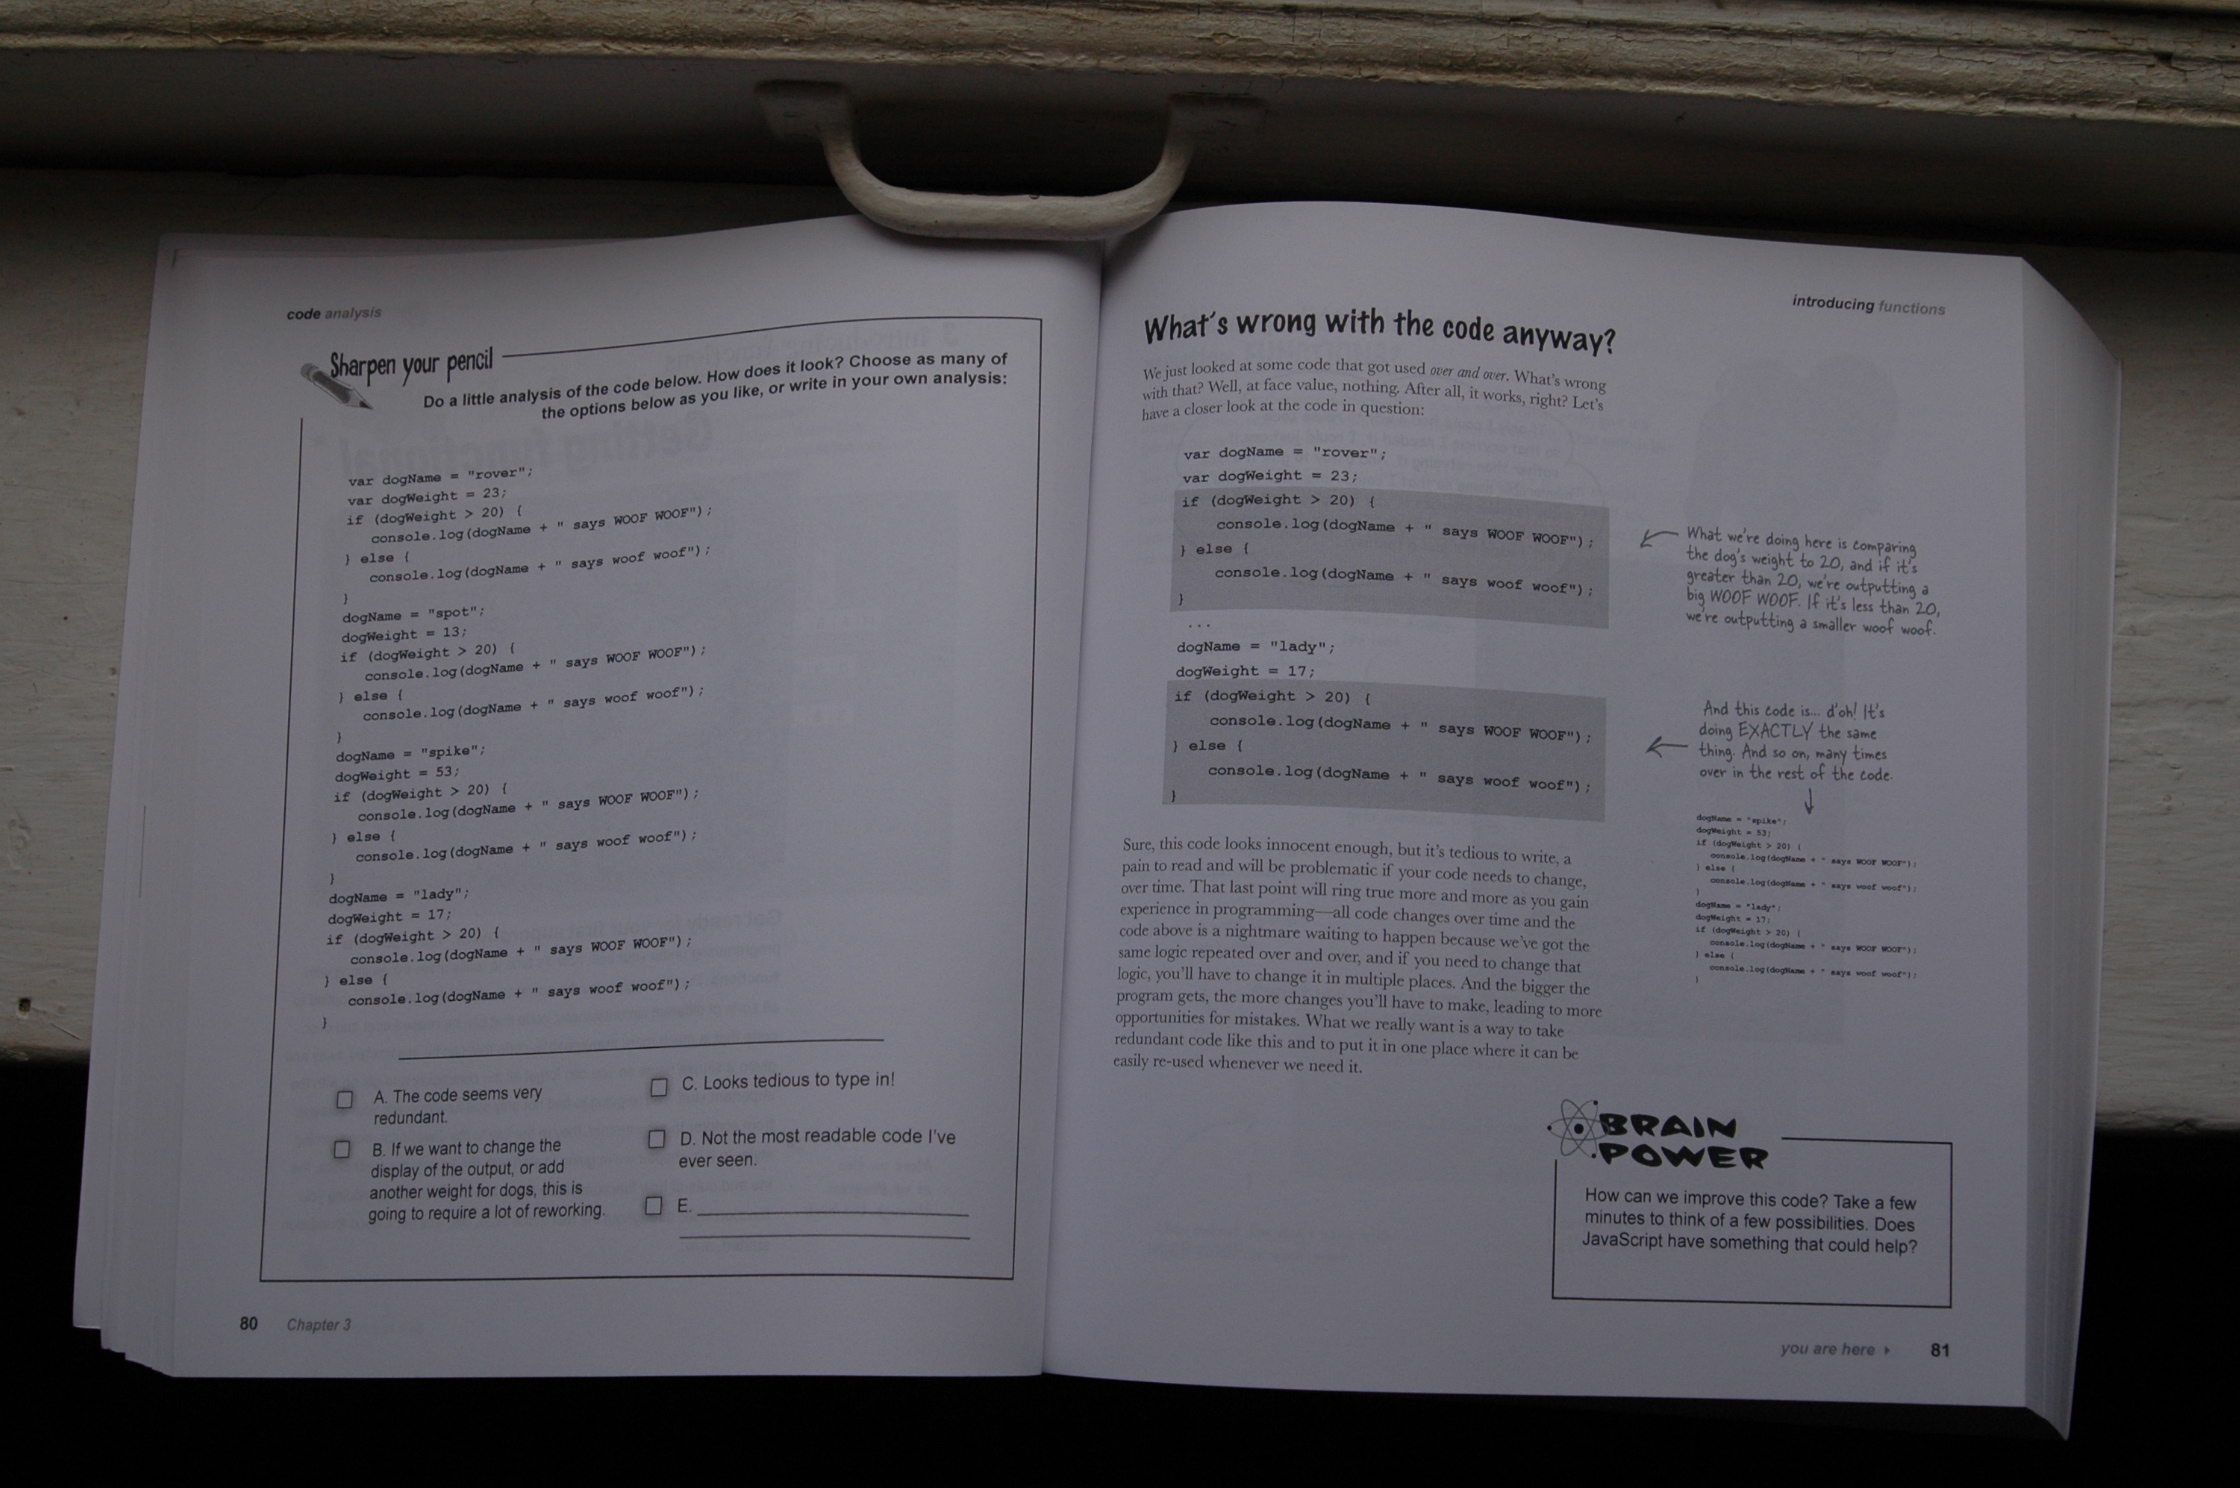 code analysis
Sharpen your pencil
Do a little analysis of the code below. How does it look? Choose as many of
the options below as you like, or write in your own analysis:
var dogName = "rover";
var dogWeight = 23;
if (dogWeight > 20) {
console.log(dogName + " says WOOF WOOF");
} else {
console.log(dogName + " says woof woof");
}
dogName = "spot";
dogWeight = 13;
if (dogWeight > 20) {
console.log(dogName + " says WOOF WOOF");
} else {
console.log(dogName + " says woof woof");
}
dogName = "spike";
dogWeight = 53;
if (dogWeight > 20) {
console.log(dogName + " says WOOF WOOF");
} else {
console.log(dogName + " says woof woof");
}
dogName = "lady";
dogWeight = 17;
if (dogWeight > 20) {
console.log(dogName + " says WOOF WOOF");
} else {
console.log(dogName + " says woof woof");
}
A. The code seems very
redundant.
B. If we want to change the
display of the output, or add
another weight for dogs, this is
going to require a lot of reworking.
C. Looks tedious to type in!
D. Not the most readable code I've
ever seen.
E.
80 Chapter 3
introducing functions
What's wrong with the code anyway?
We just looked at some code that got used over and over. What's wrong
with that? Well, at face value, nothing. After all, it works, right? Let's
have a closer look at the code in question:
var dogName = "rover";
var dogWeight = 23;
if (dogWeight > 20) {
console.log(dogName + " says WOOF WOOF");
} else {
console.log(dogName + " says woof woof");
}
...
dogName = "lady";
dogWeight = 17;
if (dogWeight > 20) {
console.log(dogName + " says WOOF WOOF");
} else {
console.log(dogName + " says woof woof");
}
What we're doing here is comparing
the dog's weight to 20, and if it's
greater than 20, we're outputting a
big WOOF WOOF. If it's less than 20,
we're outputting a smaller woof woof.
And this code is... d'oh! It's
doing EXACTLY the same
thing. And so on, many times
over in the rest of the code.
dogName = "spike";
dogWeight = 53;
if (dogWeight > 20) {
console.log(dogName + " says WOOF WOOF");
} else {
console.log(dogName + " says woof woof");
}
dogName = "lady";
dogWeight = 17;
if (dogWeight > 20) {
console.log(dogName + " says WOOF WOOF");
} else {
console.log(dogName + " says woof woof");
}
Sure, this code looks innocent enough, but it's tedious to write, a
pain to read and will be problematic if your code needs to change,
over time. That last point will ring true more and more as you gain
experience in programming—all code changes over time and the
code above is a nightmare waiting to happen because we've got the
same logic repeated over and over, and if you need to change that
logic, you'll have to change it in multiple places. And the bigger the
program gets, the more changes you'll have to make, leading to more
opportunities for mistakes. What we really want is a way to take
redundant code like this and to put it in one place where it can be
easily re-used whenever we need it.
BRAIN
POWER
How can we improve this code? Take a few
minutes to think of a few possibilities. Does
JavaScript have something that could help?
you are here 81